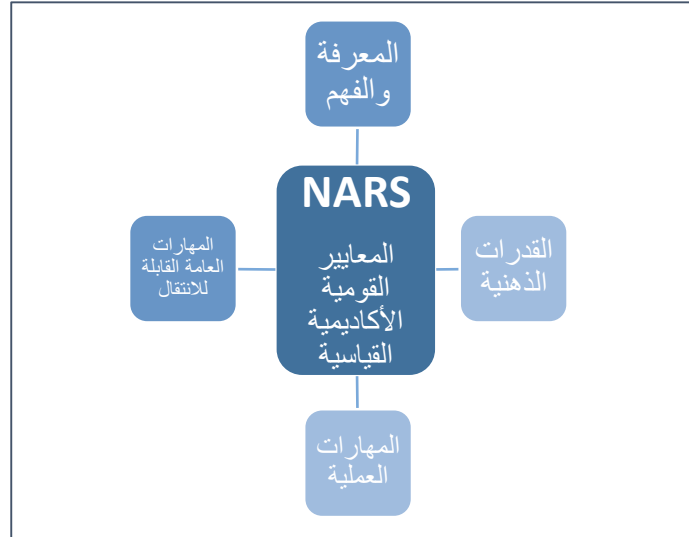 المعرفة
والفهم
NARS
المعايير
القومية
الأكاديمية
القياسية
القدرات
الذهنية
المهارات
العامة القابلة
للانتقال
المهارات
العملية